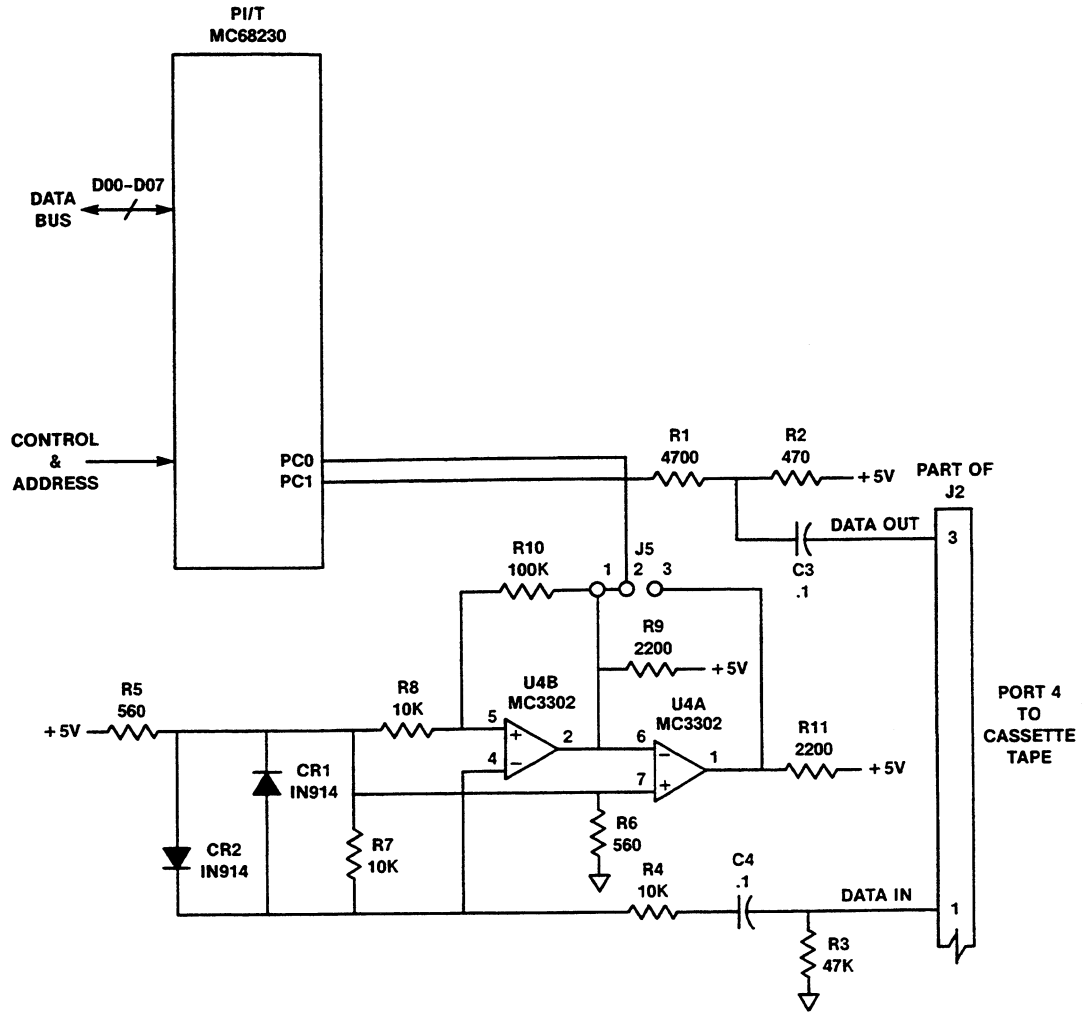 PI/T
MC68230
D00-D07
DATA
BUS
CONTROL
&
ADDRESS
PC0
PC1
R1
4700
R2
470
+5V
PART OF
J2
DATA OUT
3
C3
.1
R10
100K
J5
1 2 3
R9
2200
+5V
U4B
MC3302
U4A
MC3302
R5
560
+5V
R8
10K
5
+
4
-
2
6
-
7
+
1
R11
2200
+5V
PORT 4
TO
CASSETTE
TAPE
CR1
IN914
CR2
IN914
R7
10K
R6
560
R4
10K
C4
.1
DATA IN
1
R3
47K